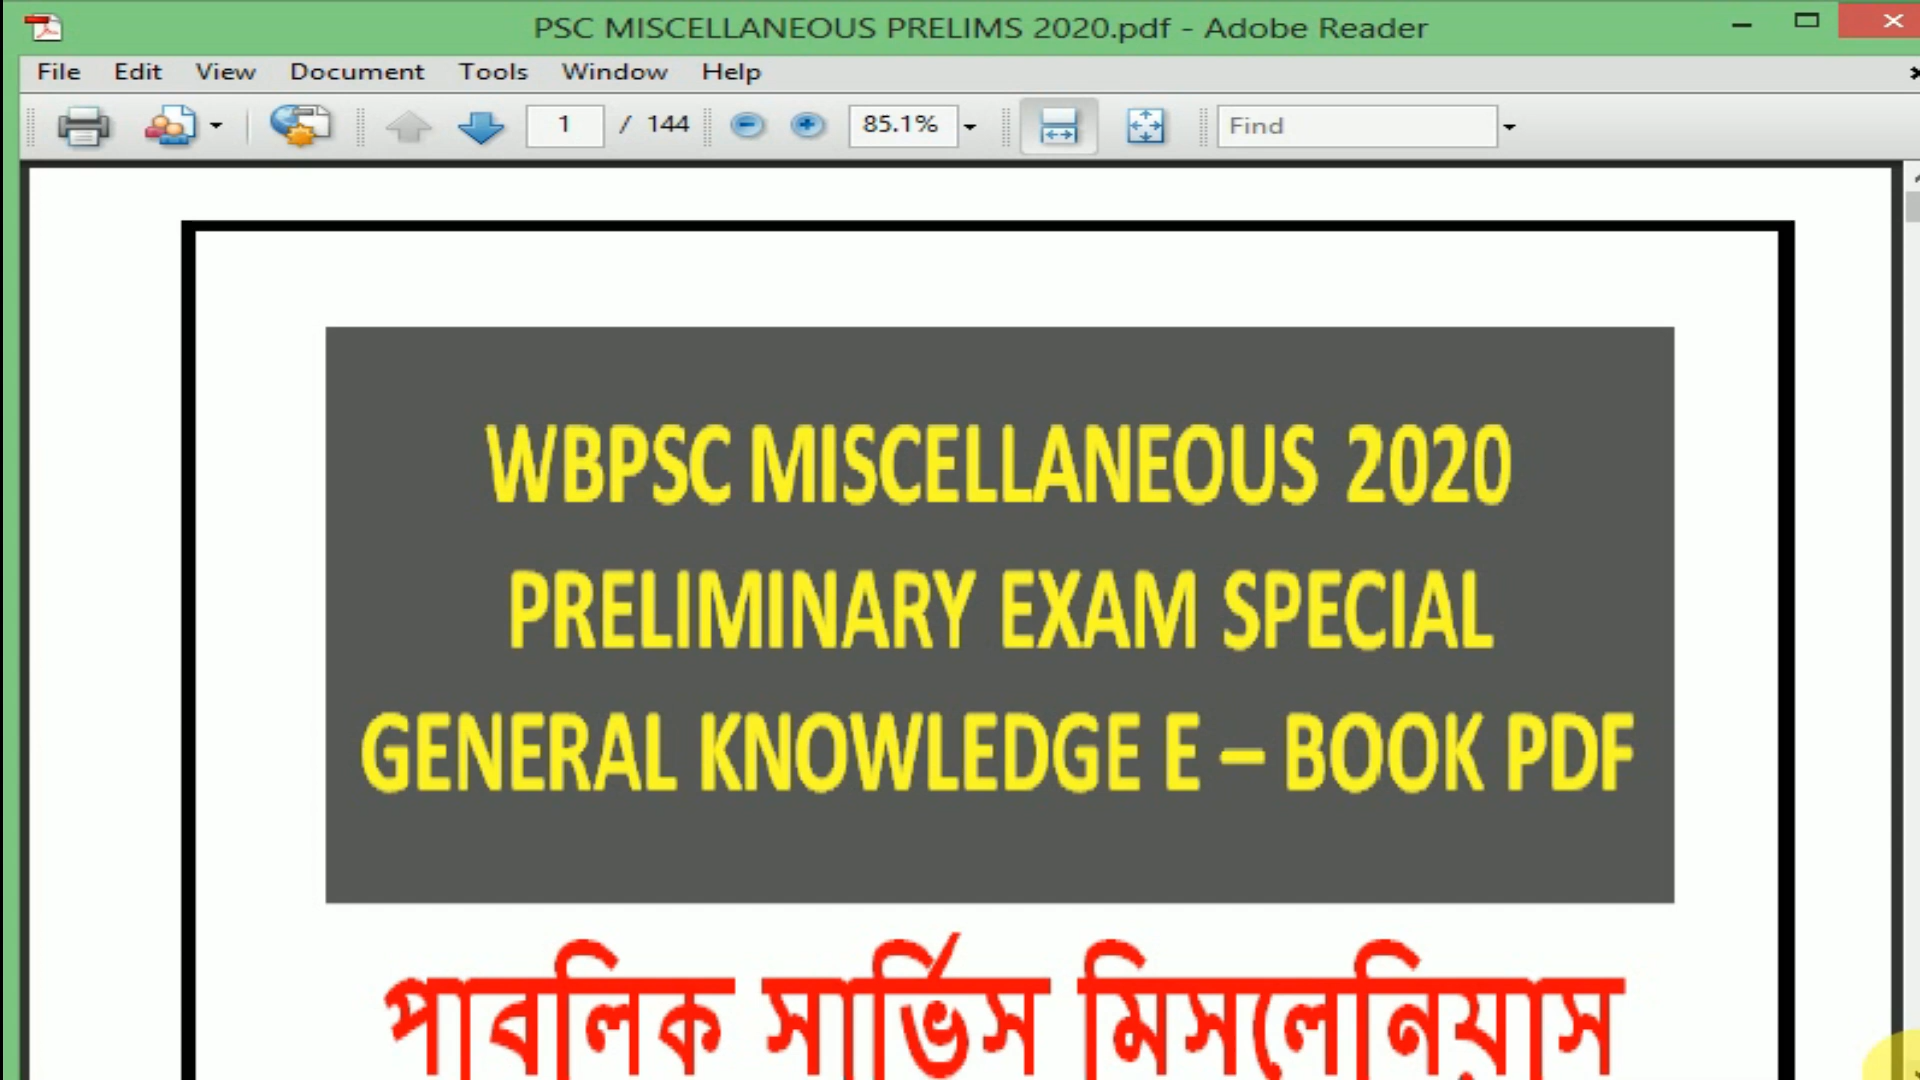 PSC MISCELLANEOUS PRELIMS 2020.pdf - Adobe Reader
File Edit View Document Tools Window Help
1 / 144 85.1% Find
WBPSC MISCELLANEOUS 2020
PRELIMINARY EXAM SPECIAL
GENERAL KNOWLEDGE E – BOOK PDF
পাবলিক সার্ভিস মিসলেনিয়াস